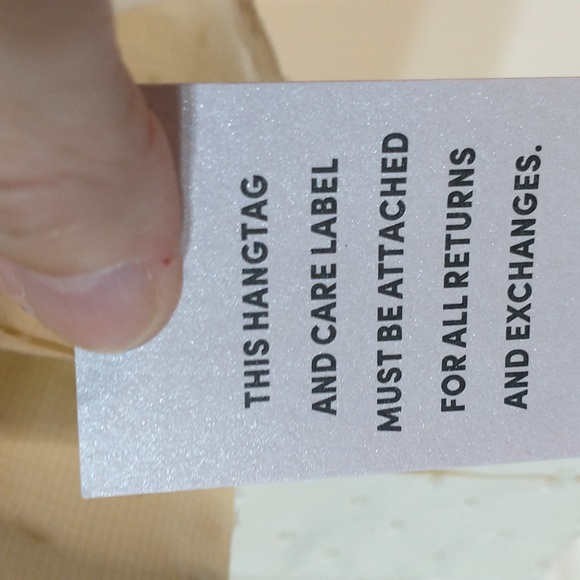 THIS HANGTAG
AND CARE LABEL
MUST BE ATTACHED
FOR ALL RETURNS
AND EXCHANGES.